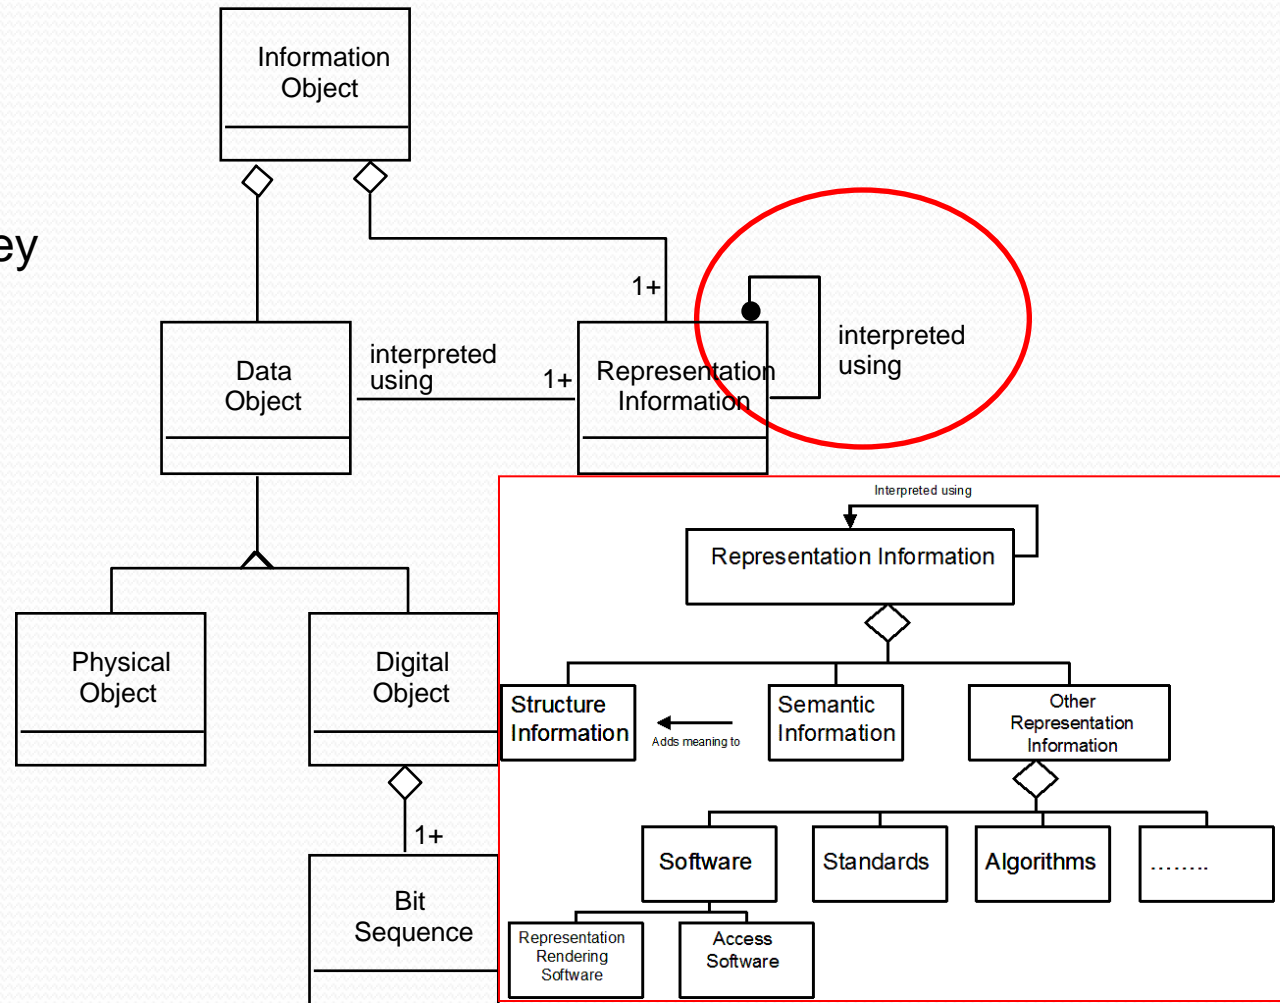 Information
Object
ey
1+
interpreted
using
interpreted
using
1+
Data
Object
Representation
Information
Physical
Object
Digital
Object
1+
Bit
Sequence
Interpreted using
Representation Information
Structure
Information
Adds meaning to
Semantic
Information
Other
Representation
Information
Software
Standards
Algorithms
........
Representation
Rendering
Software
Access
Software